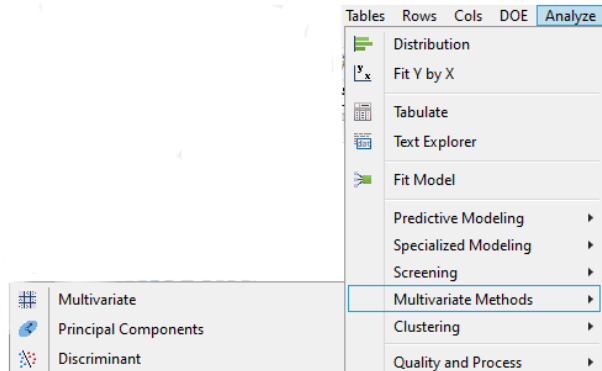 Tables Rows Cols DOE Analyze
Distribution
Fit Y by X
Tabulate
Text Explorer
Fit Model
Predictive Modeling
Specialized Modeling
Screening
Multivariate Methods
Clustering
Quality and Process
Multivariate
Principal Components
Discriminant